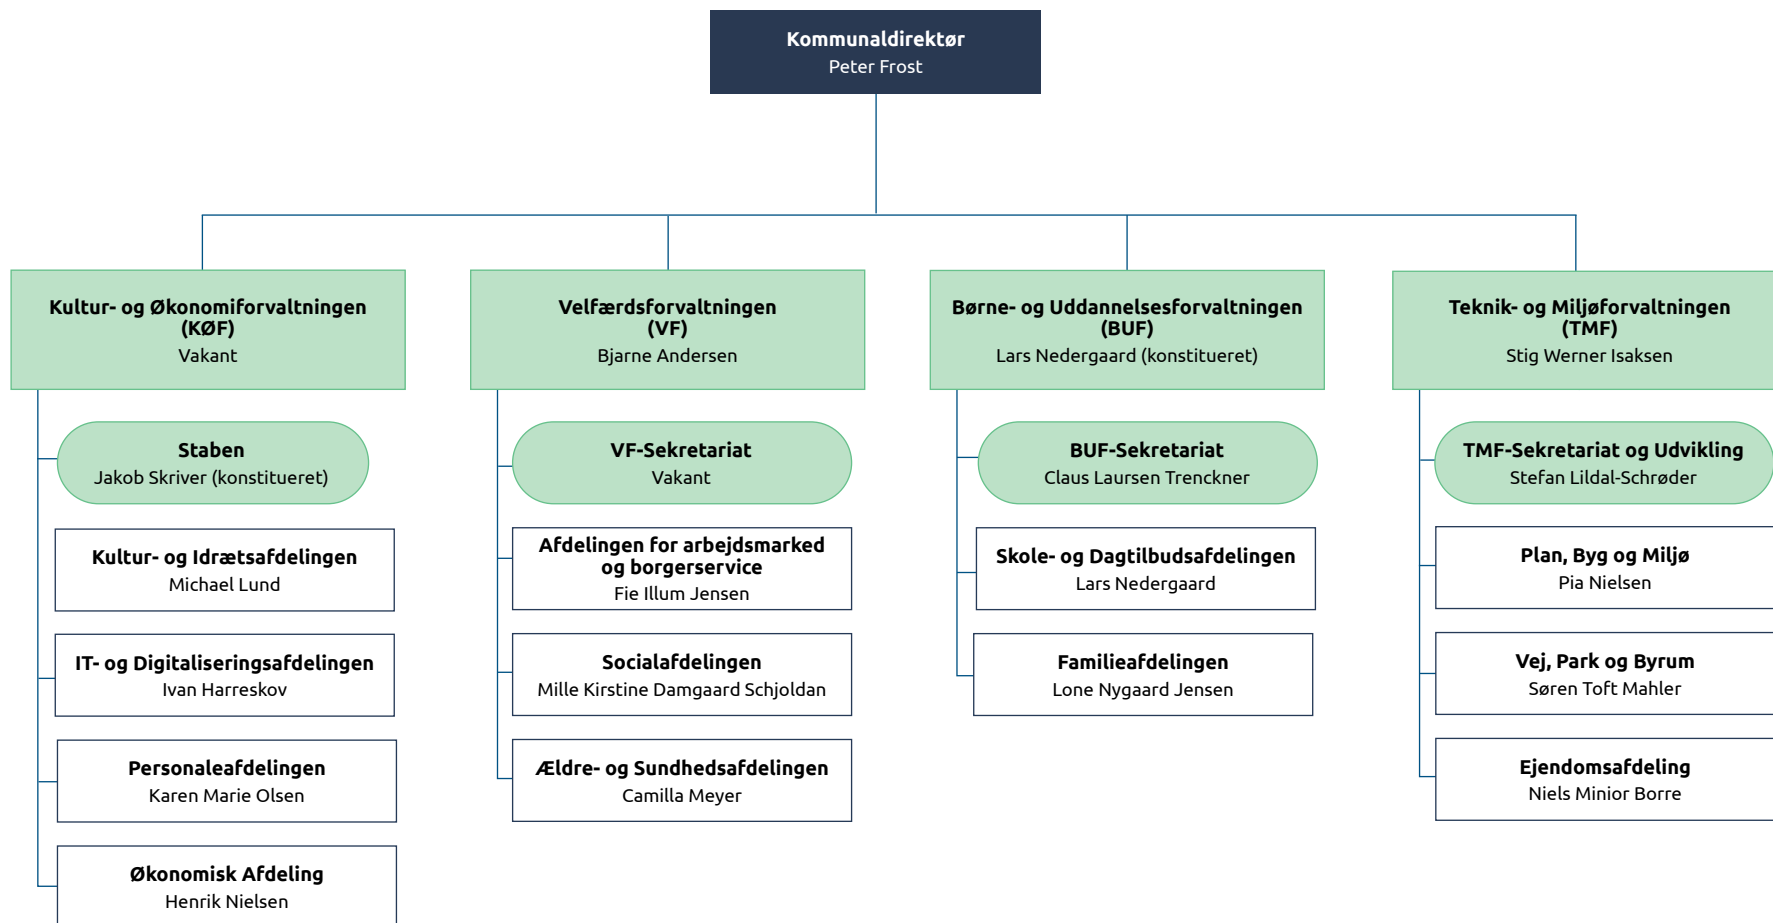 Kommunaldirektør
Peter Frost
Kultur- og Økonomiforvaltningen
(KØF)
Vakant
Staben
Jakob Skriver (konstitueret)
Kultur- og Idrætsafdelingen
Michael Lund
IT- og Digitaliseringsafdelingen
Ivan Harreskov
Personaleafdelingen
Karen Marie Olsen
Økonomisk Afdeling
Henrik Nielsen
Velfærdsforvaltningen
(VF)
Bjarne Andersen
VF-Sekretariat
Vakant
Afdelingen for arbejdsmarked
og borgerservice
Fie Illum Jensen
Socialafdelingen
Mille Kirstine Damgaard Schjoldan
Ældre- og Sundhedsafdelingen
Camilla Meyer
Børne- og Uddannelsesforvaltningen
(BUF)
Lars Nedergaard (konstitueret)
BUF-Sekretariat
Claus Laursen Trenckner
Skole- og Dagtilbudsafdelingen
Lars Nedergaard
Familieafdelingen
Lone Nygaard Jensen
Teknik- og Miljøforvaltningen
(TMF)
Stig Werner Isaksen
TMF-Sekretariat og Udvikling
Stefan Lildal-Schrøder
Plan, Byg og Miljø
Pia Nielsen
Vej, Park og Byrum
Søren Toft Mahler
Ejendomsafdeling
Niels Minior Borre